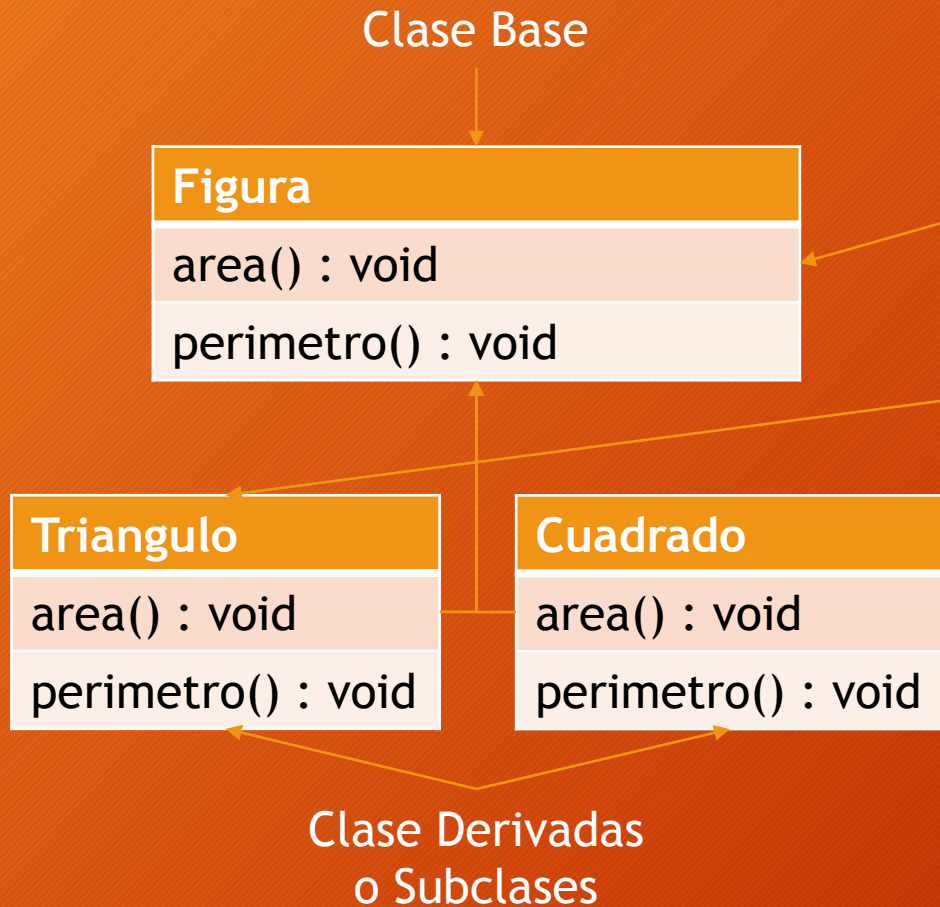 Clase Base
Figura
area() : void
perimetro() : void
Triangulo
area() : void
perimetro() : void
Cuadrado
area() : void
perimetro() : void
Clase Derivadas
o Subclases